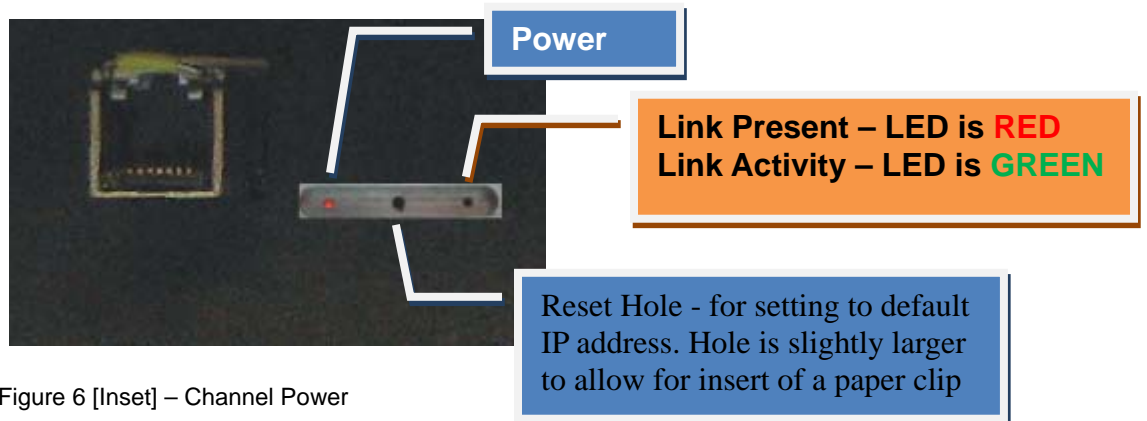 Power
Link Present – LED is RED
Link Activity – LED is GREEN
Reset Hole - for setting to default
IP address. Hole is slightly larger
to allow for insert of a paper clip
Figure 6 [Inset] – Channel Power